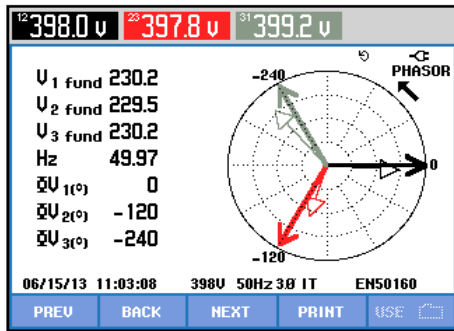 12 398.0 V 23 397.8 V 31 399.2 V
PHASOR
V1 fund 230.2
V2 fund 229.5
V3 fund 230.2
Hz 49.97
ΦV1(°) 0
ΦV2(°) -120
ΦV3(°) -240
-240
0
-120
06/15/13 11:03:08 398V 50Hz 3Ø IT EN50160
PREV BACK NEXT PRINT USE